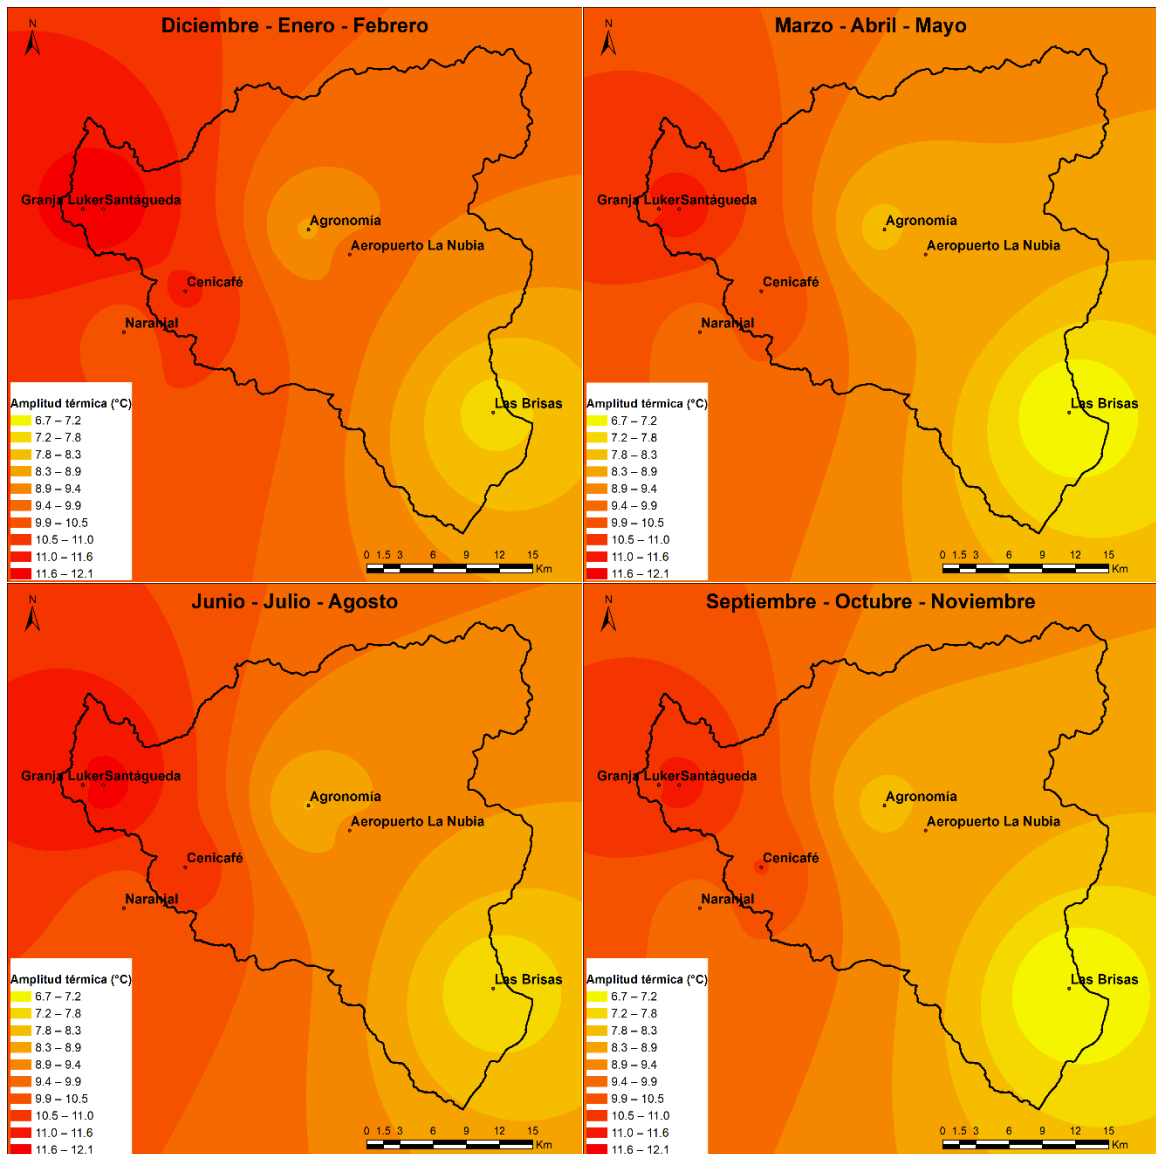 Diciembre - Enero - Febrero
N
Granja Luker Santágueda
Agronomía
Aeropuerto La Nubia
Cenicafé
Naranjal
Las Brisas
Amplitud térmica (°C)
6.7 – 7.2
7.2 – 7.8
7.8 – 8.3
8.3 – 8.9
8.9 – 9.4
9.4 – 9.9
9.9 – 10.5
10.5 – 11.0
11.0 – 11.6
11.6 – 12.1
0 1.5 3 6 9 12 15
Km
Marzo - Abril - Mayo
N
Granja Luker Santágueda
Agronomía
Aeropuerto La Nubia
Cenicafé
Naranjal
Las Brisas
Amplitud térmica (°C)
6.7 – 7.2
7.2 – 7.8
7.8 – 8.3
8.3 – 8.9
8.9 – 9.4
9.4 – 9.9
9.9 – 10.5
10.5 – 11.0
11.0 – 11.6
11.6 – 12.1
0 1.5 3 6 9 12 15
Km
Junio - Julio - Agosto
N
Granja Luker Santágueda
Agronomía
Aeropuerto La Nubia
Cenicafé
Naranjal
Las Brisas
Amplitud térmica (°C)
6.7 – 7.2
7.2 – 7.8
7.8 – 8.3
8.3 – 8.9
8.9 – 9.4
9.4 – 9.9
9.9 – 10.5
10.5 – 11.0
11.0 – 11.6
11.6 – 12.1
0 1.5 3 6 9 12 15
Km
Septiembre - Octubre - Noviembre
N
Granja Luker Santágueda
Agronomía
Aeropuerto La Nubia
Cenicafé
Naranjal
Las Brisas
Amplitud térmica (°C)
6.7 – 7.2
7.2 – 7.8
7.8 – 8.3
8.3 – 8.9
8.9 – 9.4
9.4 – 9.9
9.9 – 10.5
10.5 – 11.0
11.0 – 11.6
11.6 – 12.1
0 1.5 3 6 9 12 15
Km